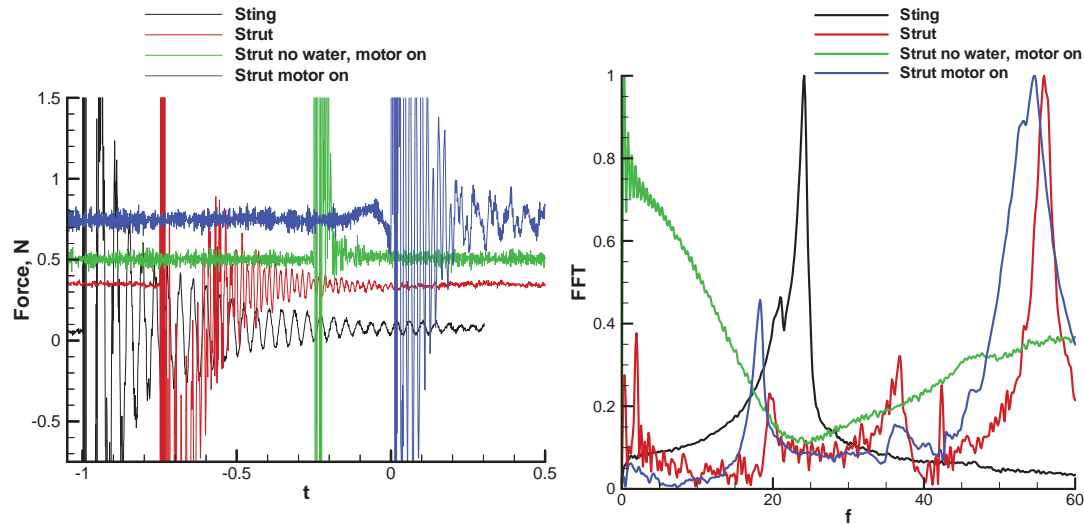 Sting
Strut
Strut no water, motor on
Strut motor on
1.5
1
0.5
0
-0.5
Force, N
-1
-0.5
0
0.5
t
Sting
Strut
Strut no water, motor on
Strut motor on
1
0.8
0.6
0.4
0.2
0
FFT
0
20
40
60
f